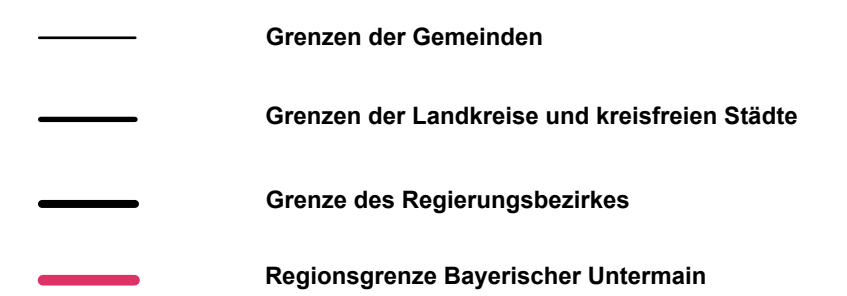 Grenzen der Gemeinden
Grenzen der Landkreise und kreisfreien Städte
Grenze des Regierungsbezirkes
Regionsgrenze Bayerischer Untermain